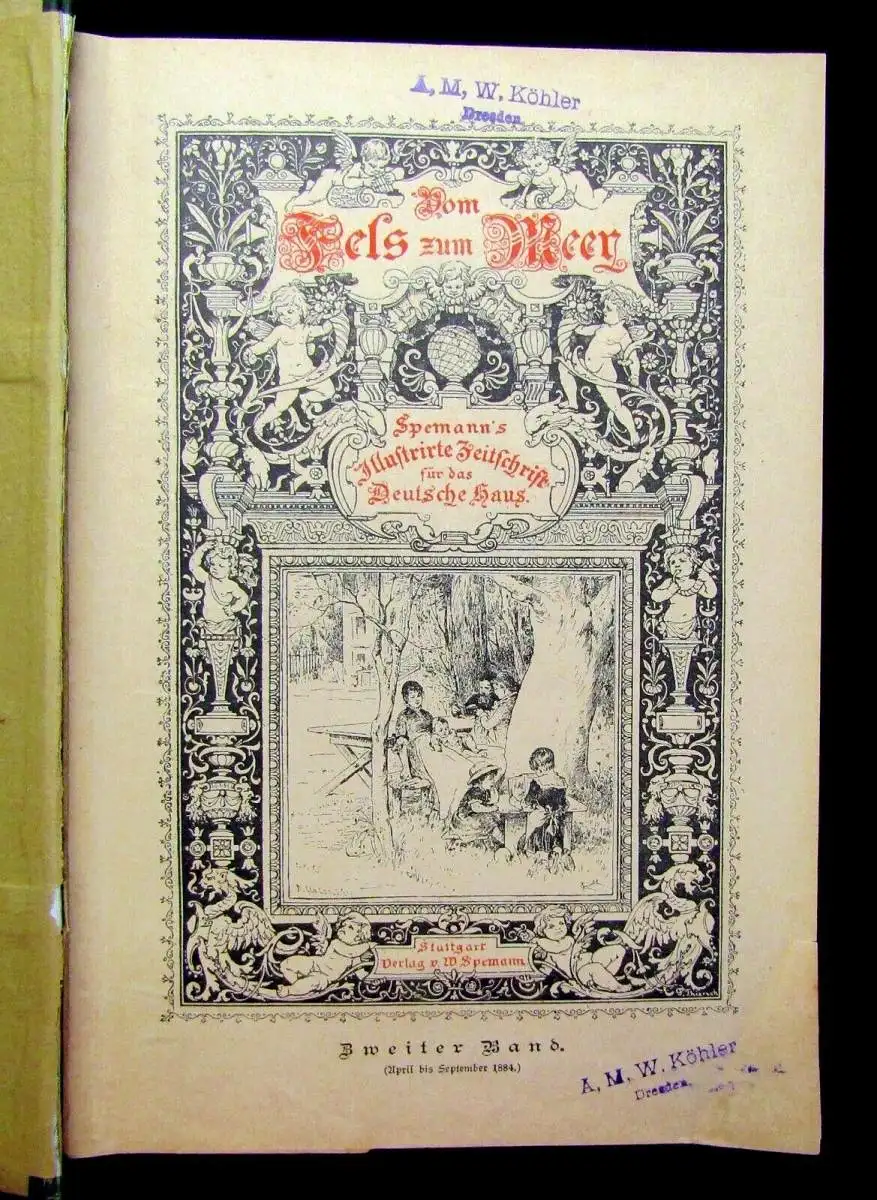 A. M. W. Köhler
Dresden
Vom
Fels zum Meer
Spemann's
Illustrirte Zeitschrift
für das
Deutsche Haus.
Stuttgart
Verlag v. W. Spemann
Zweiter Band.
(April bis September 1884.)
A. M. W. Köhler
Dresden